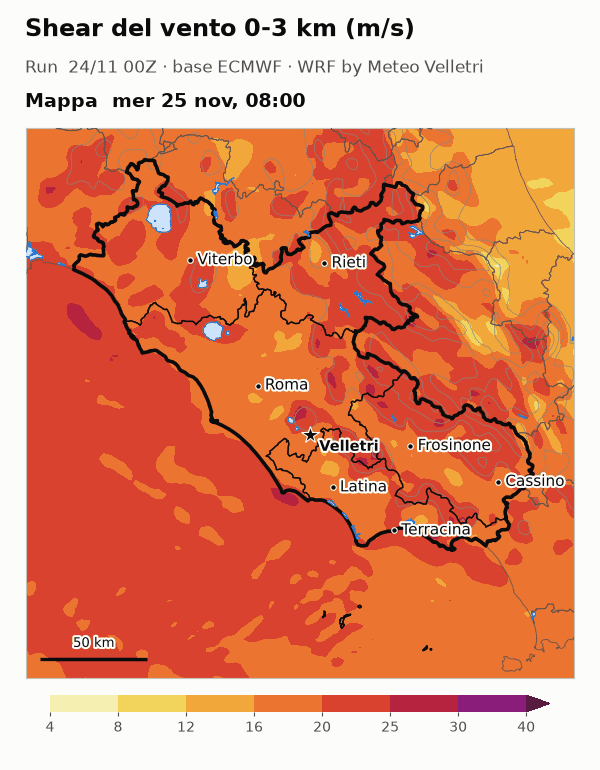 Shear del vento 0-3 km (m/s)
Run  24/11 00Z · base ECMWF · WRF by Meteo Velletri
Mappa  mer 25 nov, 08:00
Viterbo
Rieti
Roma
Velletri
Frosinone
Cassino
Latina
Terracina
50 km
4 8 12 16 20 25 30 40